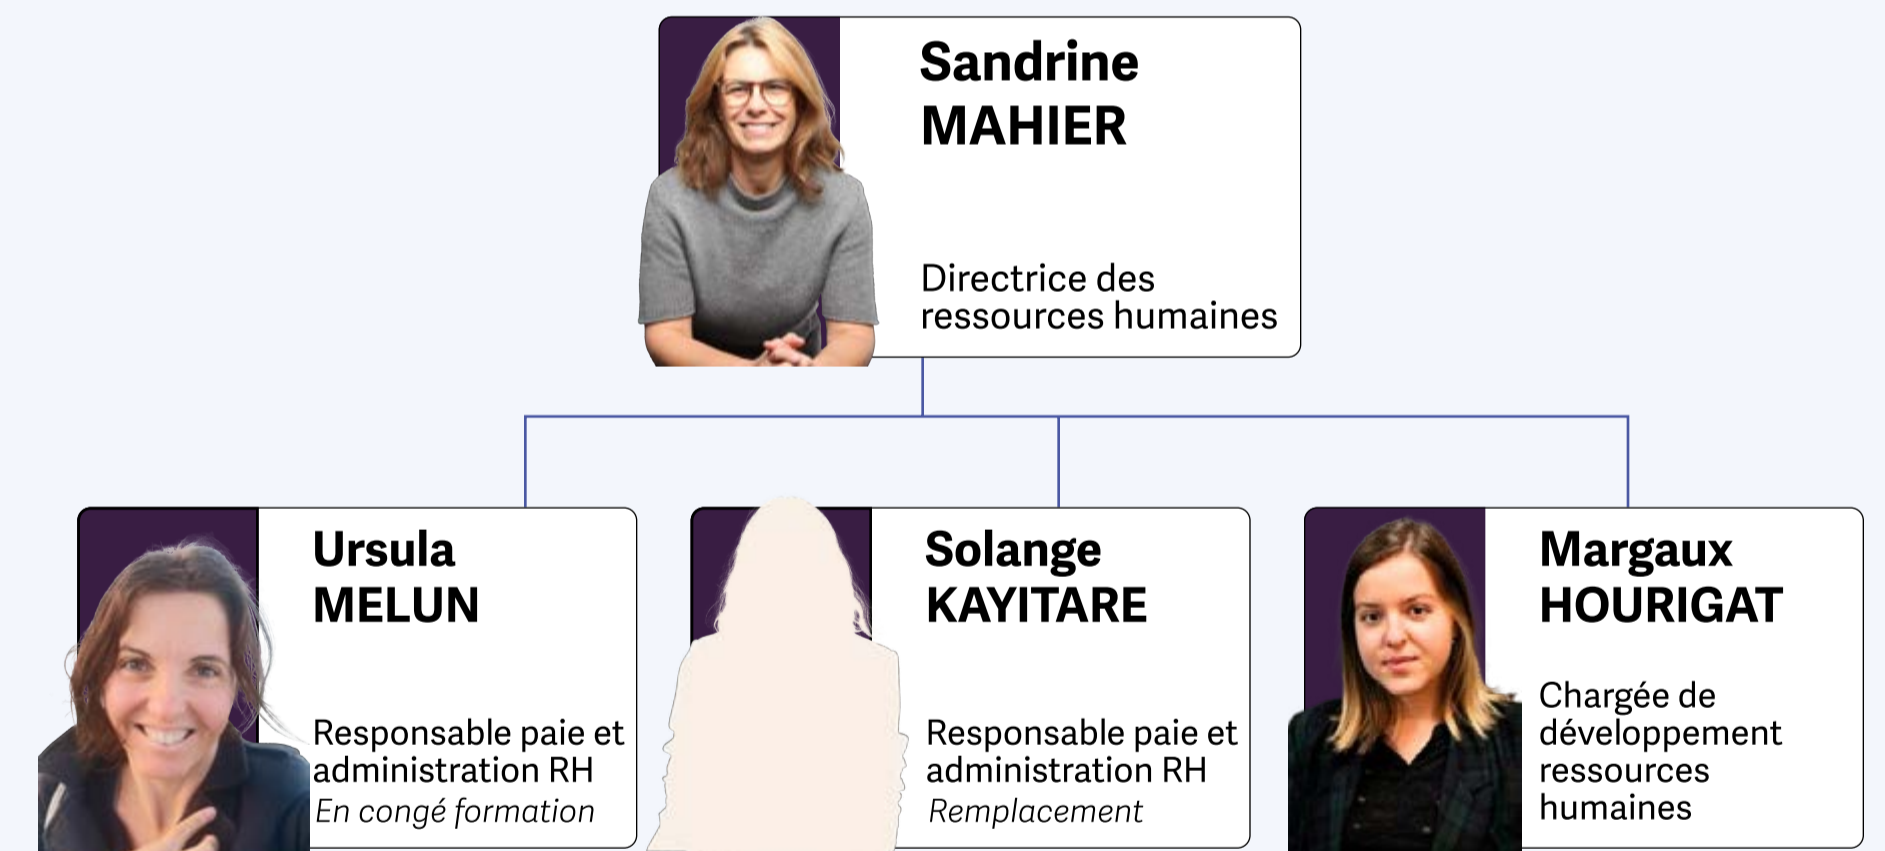 Sandrine
MAHIER
Directrice des
ressources humaines
Ursula
MELUN
Responsable paie et
administration RH
En congé formation
Solange
KAYITARE
Responsable paie et
administration RH
Remplacement
Margaux
HOURIGAT
Chargée de
développement
ressources
humaines